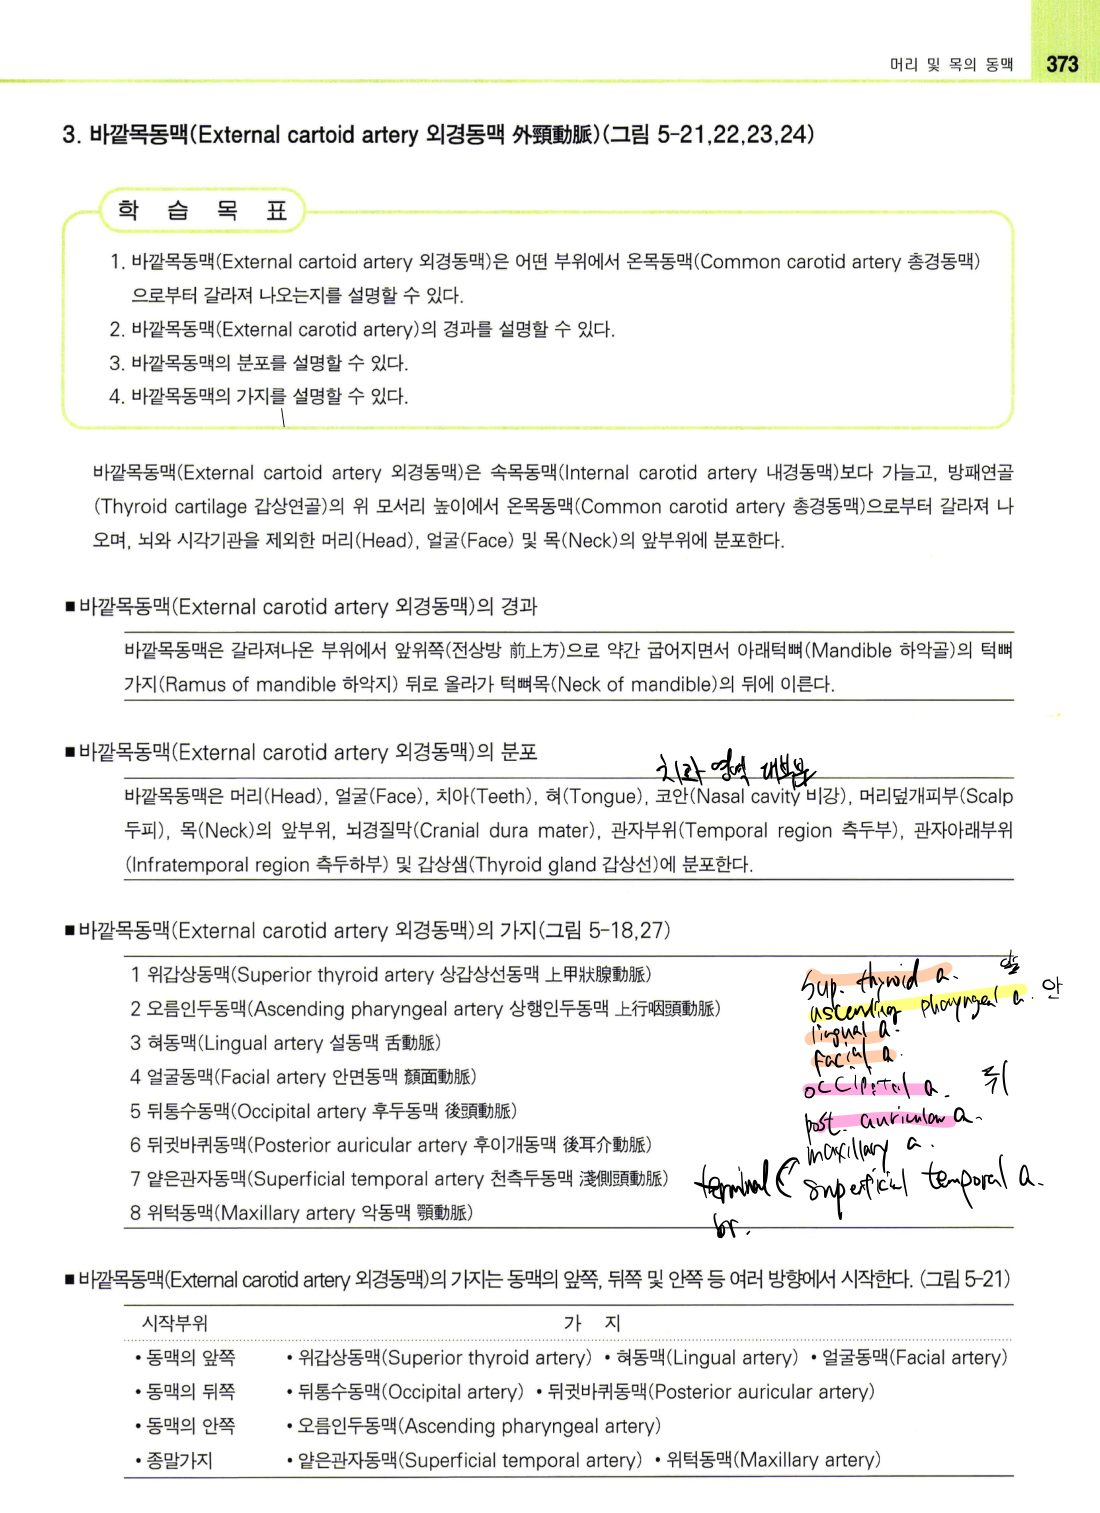 머리 및 목의 동맥 373
3. 바깥목동맥(External cartoid artery 외경동맥 外頸動脈)(그림 5-21,22,23,24)
학 습 목 표
1. 바깥목동맥(External cartoid artery 외경동맥)은 어떤 부위에서 온목동맥(Common carotid artery 총경동맥)
으로부터 갈라져 나오는지를 설명할 수 있다.
2. 바깥목동맥(External carotid artery)의 경과를 설명할 수 있다.
3. 바깥목동맥의 분포를 설명할 수 있다.
4. 바깥목동맥의 가지를 설명할 수 있다.
바깥목동맥(External cartoid artery 외경동맥)은 속목동맥(Internal carotid artery 내경동맥)보다 가늘고, 방패연골
(Thyroid cartilage 갑상연골)의 위 모서리 높이에서 온목동맥(Common carotid artery 총경동맥)으로부터 갈라져 나
오며, 뇌와 시각기관을 제외한 머리(Head), 얼굴(Face) 및 목(Neck)의 앞부위에 분포한다.
■ 바깥목동맥(External carotid artery 외경동맥)의 경과
바깥목동맥은 갈라져나온 부위에서 앞위쪽(전상방 前上方)으로 약간 굽어지면서 아래턱뼈(Mandible 하악골)의 턱뼈
가지(Ramus of mandible 하악지) 뒤로 올라가 턱뼈목(Neck of mandible)의 뒤에 이른다.
■ 바깥목동맥(External carotid artery 외경동맥)의 분포
치과 영역 대부분
바깥목동맥은 머리(Head), 얼굴(Face), 치아(Teeth), 혀(Tongue), 코안(Nasal cavity 비강), 머리덮개피부(Scalp
두피), 목(Neck)의 앞부위, 뇌경질막(Cranial dura mater), 관자부위(Temporal region 측두부), 관자아래부위
(Infratemporal region 측두하부) 및 갑상샘(Thyroid gland 갑상선)에 분포한다.
■ 바깥목동맥(External carotid artery 외경동맥)의 가지(그림 5-18,27)
1 위갑상동맥(Superior thyroid artery 상갑상선동맥 上甲狀腺動脈)
2 오름인두동맥(Ascending pharyngeal artery 상행인두동맥 上行咽頭動脈)
3 혀동맥(Lingual artery 설동맥 舌動脈)
4 얼굴동맥(Facial artery 안면동맥 顔面動脈)
5 뒤통수동맥(Occipital artery 후두동맥 後頭動脈)
6 뒤귓바퀴동맥(Posterior auricular artery 후이개동맥 後耳介動脈)
7 얕은관자동맥(Superficial temporal artery 천측두동맥 淺側頭動脈)
8 위턱동맥(Maxillary artery 악동맥 顎動脈)
Sup. thyroid a.
ascending pharyngeal a. 안
lingual a.
facial a.
occipital a. 뒤
post. auricular a.
maxillary a.
terminal br. superficial temporal a.
■ 바깥목동맥(External carotid artery 외경동맥)의 가지는 동맥의 앞쪽, 뒤쪽 및 안쪽 등 여러 방향에서 시작한다. (그림 5-21)
시작부위 가 지
• 동맥의 앞쪽 • 위갑상동맥(Superior thyroid artery) • 혀동맥(Lingual artery) • 얼굴동맥(Facial artery)
• 동맥의 뒤쪽 • 뒤통수동맥(Occipital artery) • 뒤귓바퀴동맥(Posterior auricular artery)
• 동맥의 안쪽 • 오름인두동맥(Ascending pharyngeal artery)
• 종말가지 • 얕은관자동맥(Superficial temporal artery) • 위턱동맥(Maxillary artery)